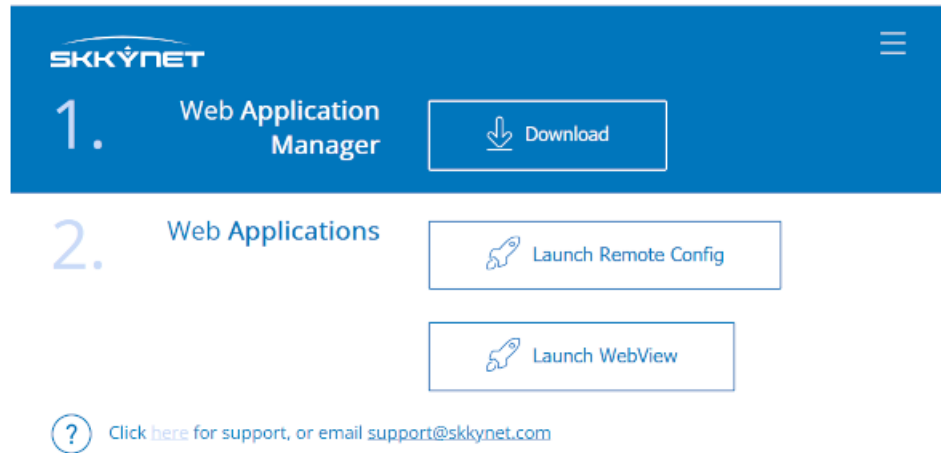 SKKYNET
1.
Web Application
Manager
Download
2.
Web Applications
Launch Remote Config
Launch WebView
? Click here for support, or email support@skkynet.com